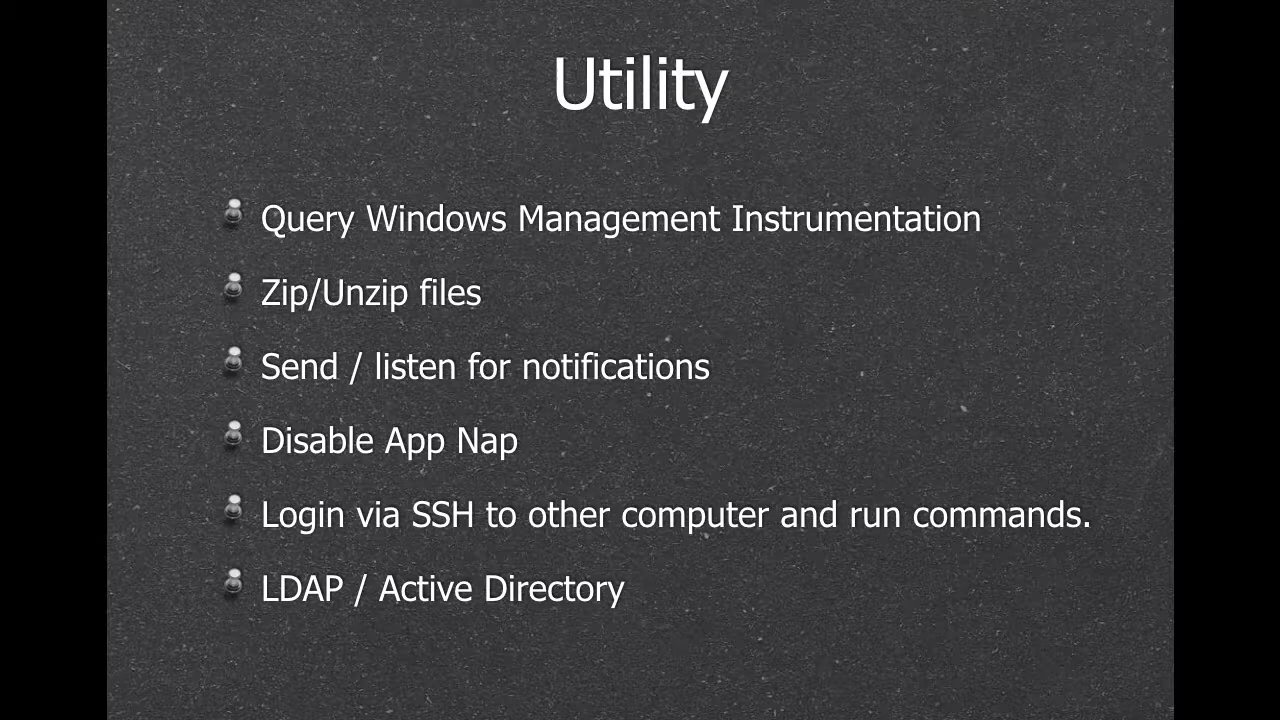 Utility
Query Windows Management Instrumentation
Zip/Unzip files
Send / listen for notifications
Disable App Nap
Login via SSH to other computer and run commands.
LDAP / Active Directory